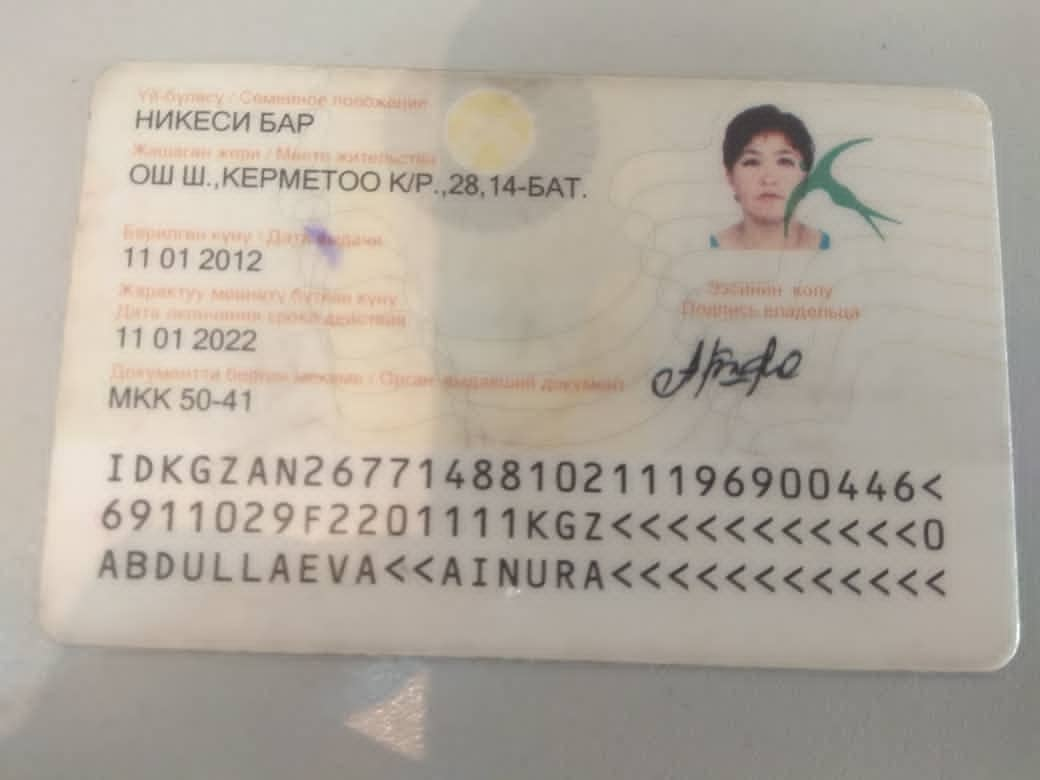 Үй-бүлөсү / Семейное положение
НИКЕСИ БАР
Жашаган жери / Место жительства
ОШ Ш.,КЕРМЕТОО К/Р.,28,14-БАТ.
Берилген күнү / Дата выдачи
11 01 2012
Жарактуу мөөнөтү бүткөн күнү
Дата окончания срока действия
11 01 2022
Документти берген мекеме / Орган выдавший документ
МКК 50-41
Ээсинин колу
Подпись владельца
IDKGZAN2677148810211196900446<
6911029F2201111KGZ<<<<<<<<<<<0
ABDULLAEVA<<AINURA<<<<<<<<<<<<